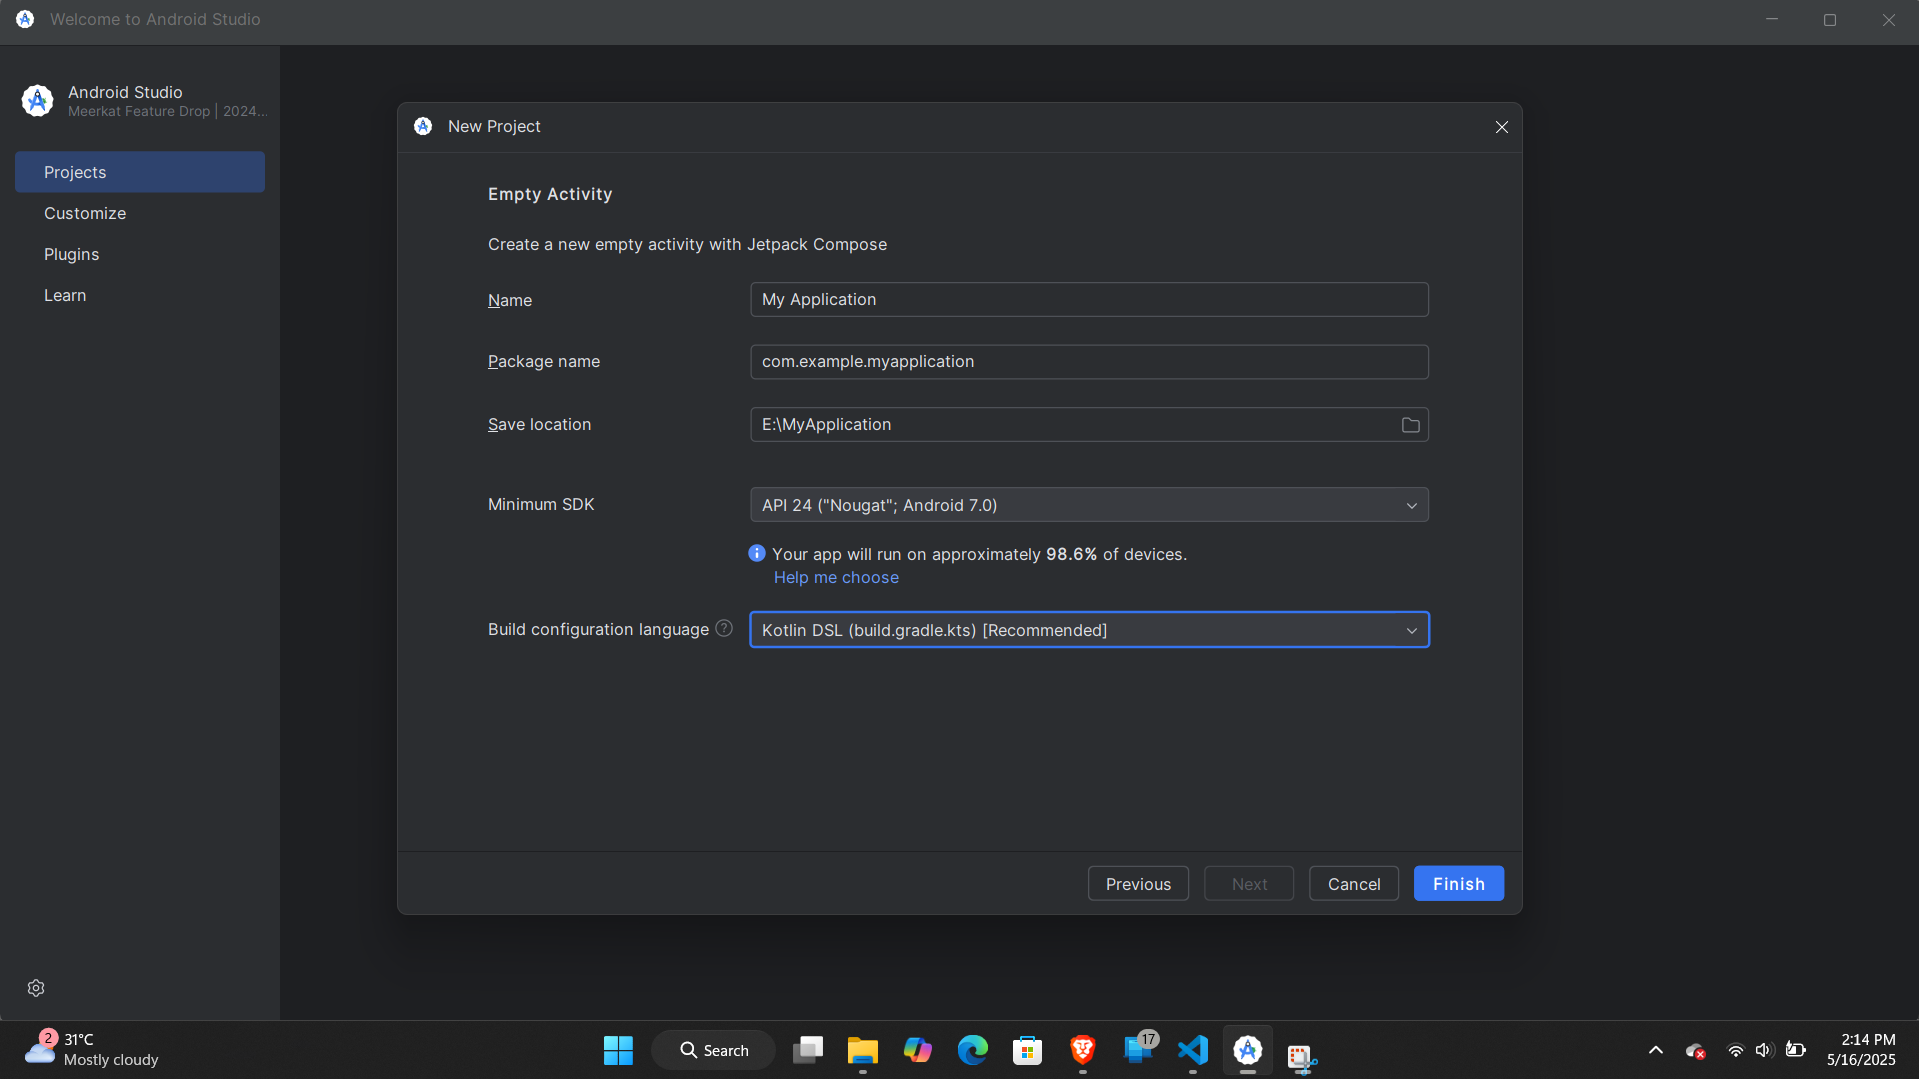 Welcome to Android Studio
Android Studio
Meerkat Feature Drop | 2024...
Projects
Customize
Plugins
Learn
New Project
Empty Activity
Create a new empty activity with Jetpack Compose
Name
My Application
Package name
com.example.myapplication
Save location
E:\MyApplication
Minimum SDK
API 24 ("Nougat"; Android 7.0)
Your app will run on approximately 98.6% of devices.
Help me choose
Build configuration language
Kotlin DSL (build.gradle.kts) [Recommended]
Previous
Next
Cancel
Finish
2
31°C
Mostly cloudy
Search
17
2:14 PM
5/16/2025